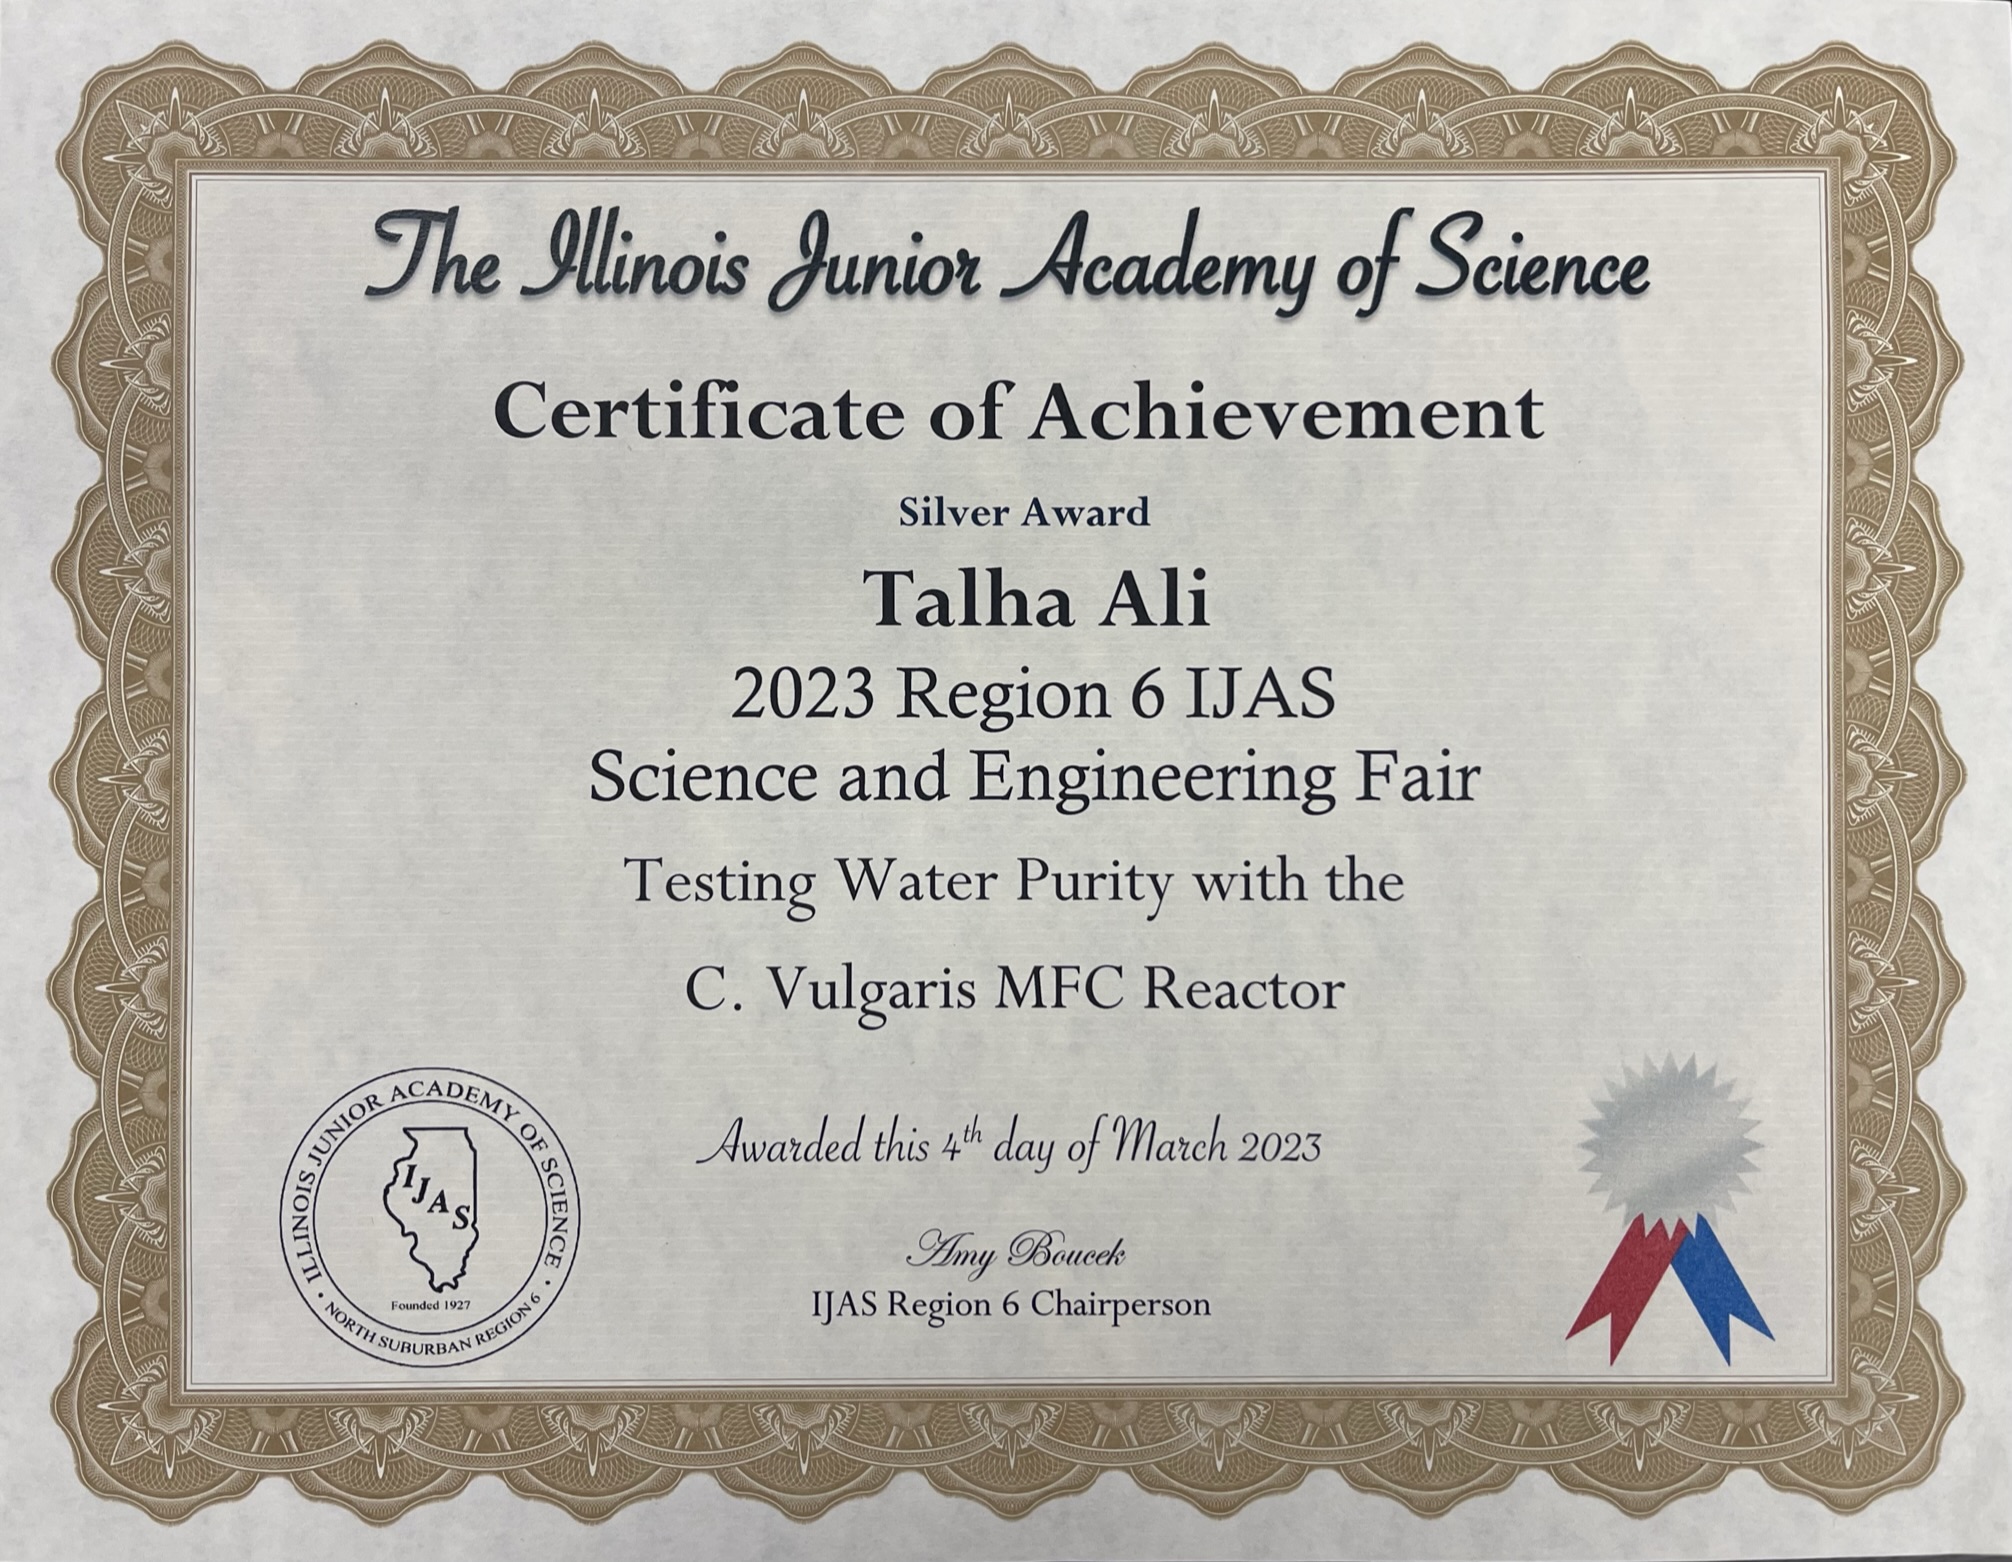 The Illinois Junior Academy of Science
Certificate of Achievement
Silver Award
Talha Ali
2023 Region 6 IJAS
Science and Engineering Fair
Testing Water Purity with the
C. Vulgaris MFC Reactor
Awarded this 4th day of March 2023
Amy Boucek
IJAS Region 6 Chairperson
ILLINOIS JUNIOR ACADEMY OF SCIENCE
IJAS
Founded 1927
• NORTH SUBURBAN REGION 6 •